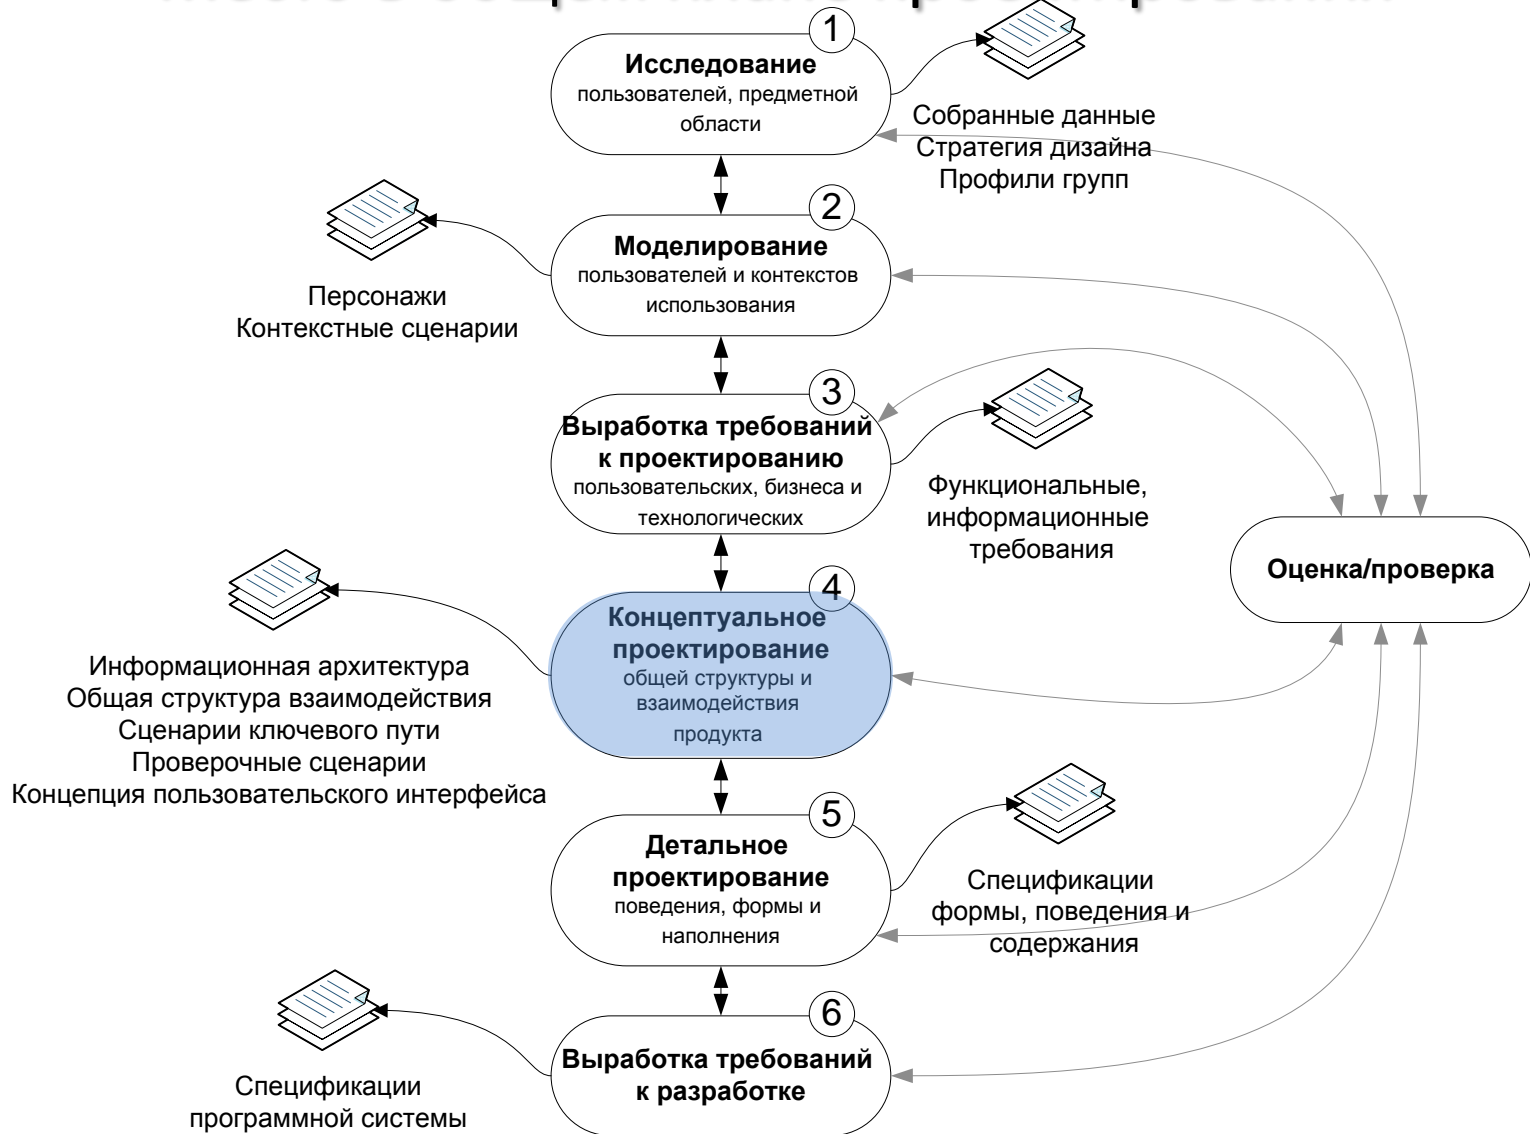 1
Исследование
пользователей, предметной
области
Собранные данные
Стратегия дизайна
Профили групп
2
Моделирование
пользователей и контекстов
использования
Персонажи
Контекстные сценарии
3
Выработка требований
к проектированию
пользовательских, бизнеса и
технологических
Функциональные,
информационные
требования
Оценка/проверка
4
Концептуальное
проектирование
общей структуры и
взаимодействия
продукта
Информационная архитектура
Общая структура взаимодействия
Сценарии ключевого пути
Проверочные сценарии
Концепция пользовательского интерфейса
5
Детальное
проектирование
поведения, формы и
наполнения
Спецификации
формы, поведения и
содержания
6
Выработка требований
к разработке
Спецификации
программной системы